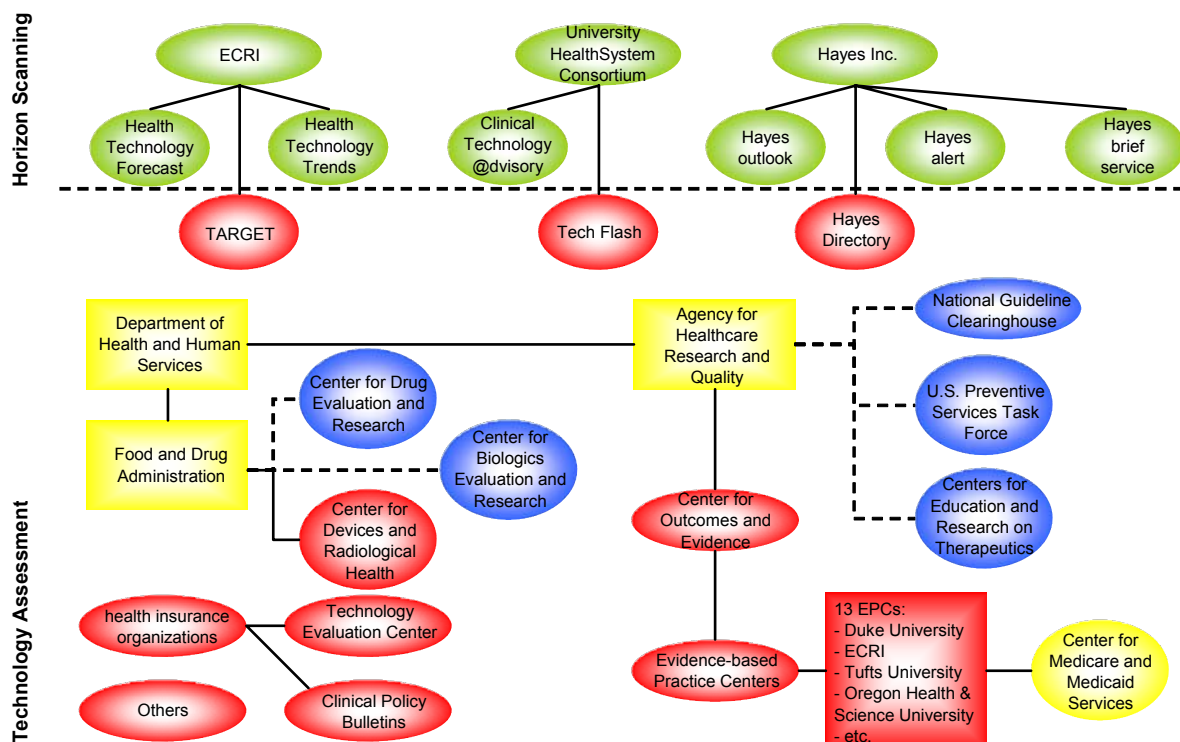 Horizon Scanning
ECRI
University
HealthSystem
Consortium
Hayes Inc.
Health
Technology
Forecast
Health
Technology
Trends
Clinical
Technology
@dvisory
Hayes
outlook
Hayes
alert
Hayes
brief
service
TARGET
Tech Flash
Hayes
Directory
Technology Assessment
Department of
Health and Human
Services
Agency for
Healthcare
Research and
Quality
National Guideline
Clearinghouse
Center for Drug
Evaluation and
Research
U.S. Preventive
Services Task
Force
Food and Drug
Administration
Center for
Biologics
Evaluation and
Research
Center for
Devices and
Radiological
Health
Center for
Outcomes and
Evidence
Centers for
Education and
Research on
Therapeutics
health insurance
organizations
Technology
Evaluation Center
Others
Clinical Policy
Bulletins
Evidence-based
Practice Centers
13 EPCs:
- Duke University
- ECRI
- Tufts University
- Oregon Health &
Science University
- etc.
Center for
Medicare and
Medicaid
Services